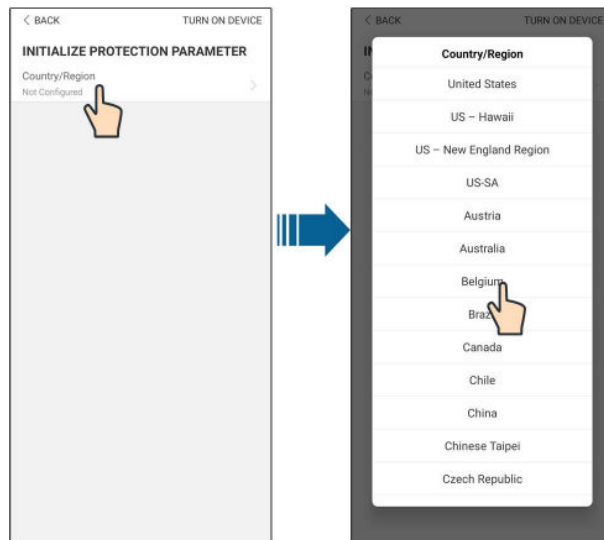 < BACK
TURN ON DEVICE
INITIALIZE PROTECTION PARAMETER
Country/Region
Not Configured
< BACK
TURN ON DEVICE
Country/Region
United States
US – Hawaii
US – New England Region
US-SA
Austria
Australia
Belgium
Canada
Chile
China
Chinese Taipei
Czech Republic